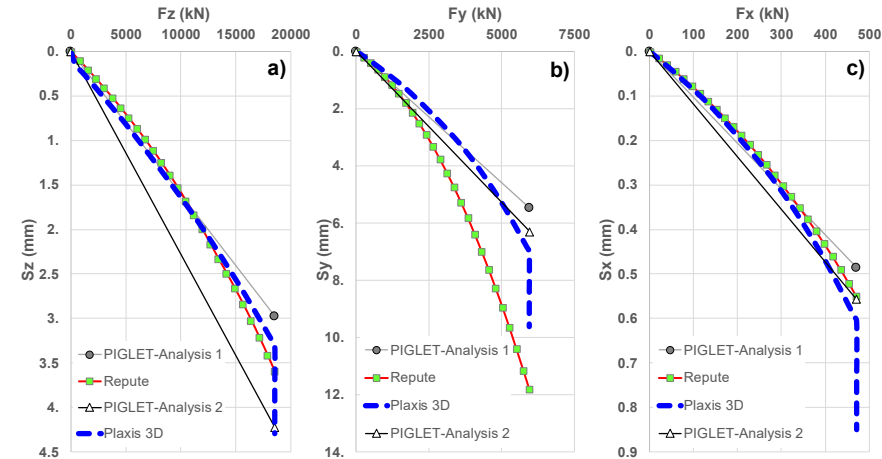 Fz (kN)
0 5000 10000 15000 20000
0.
0.5
1.
1.5
2.
2.5
3.
3.5
4.
4.5
Sz (mm)
a)
PIGLET-Analysis 1
Repute
PIGLET-Analysis 2
Plaxis 3D
Fy (kN)
0 2500 5000 7500
0.
2.
4.
6.
8.
10.
12.
14.
Sy (mm)
b)
PIGLET-Analysis 1
Repute
Plaxis 3D
PIGLET-Analysis 2
Fx (kN)
0 100 200 300 400 500
0.
0.1
0.2
0.3
0.4
0.5
0.6
0.7
0.8
0.9
Sx (mm)
c)
PIGLET-Analysis 1
Repute
Plaxis 3D
PIGLET-Analysis 2